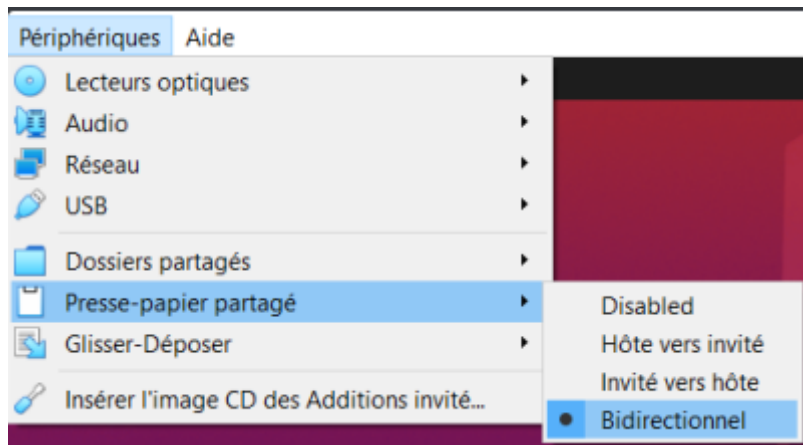 Périphériques Aide
Lecteurs optiques
Audio
Réseau
USB
Dossiers partagés
Presse-papier partagé
Glisser-Déposer
Insérer l'image CD des Additions invité...
Disabled
Hôte vers invité
Invité vers hôte
Bidirectionnel